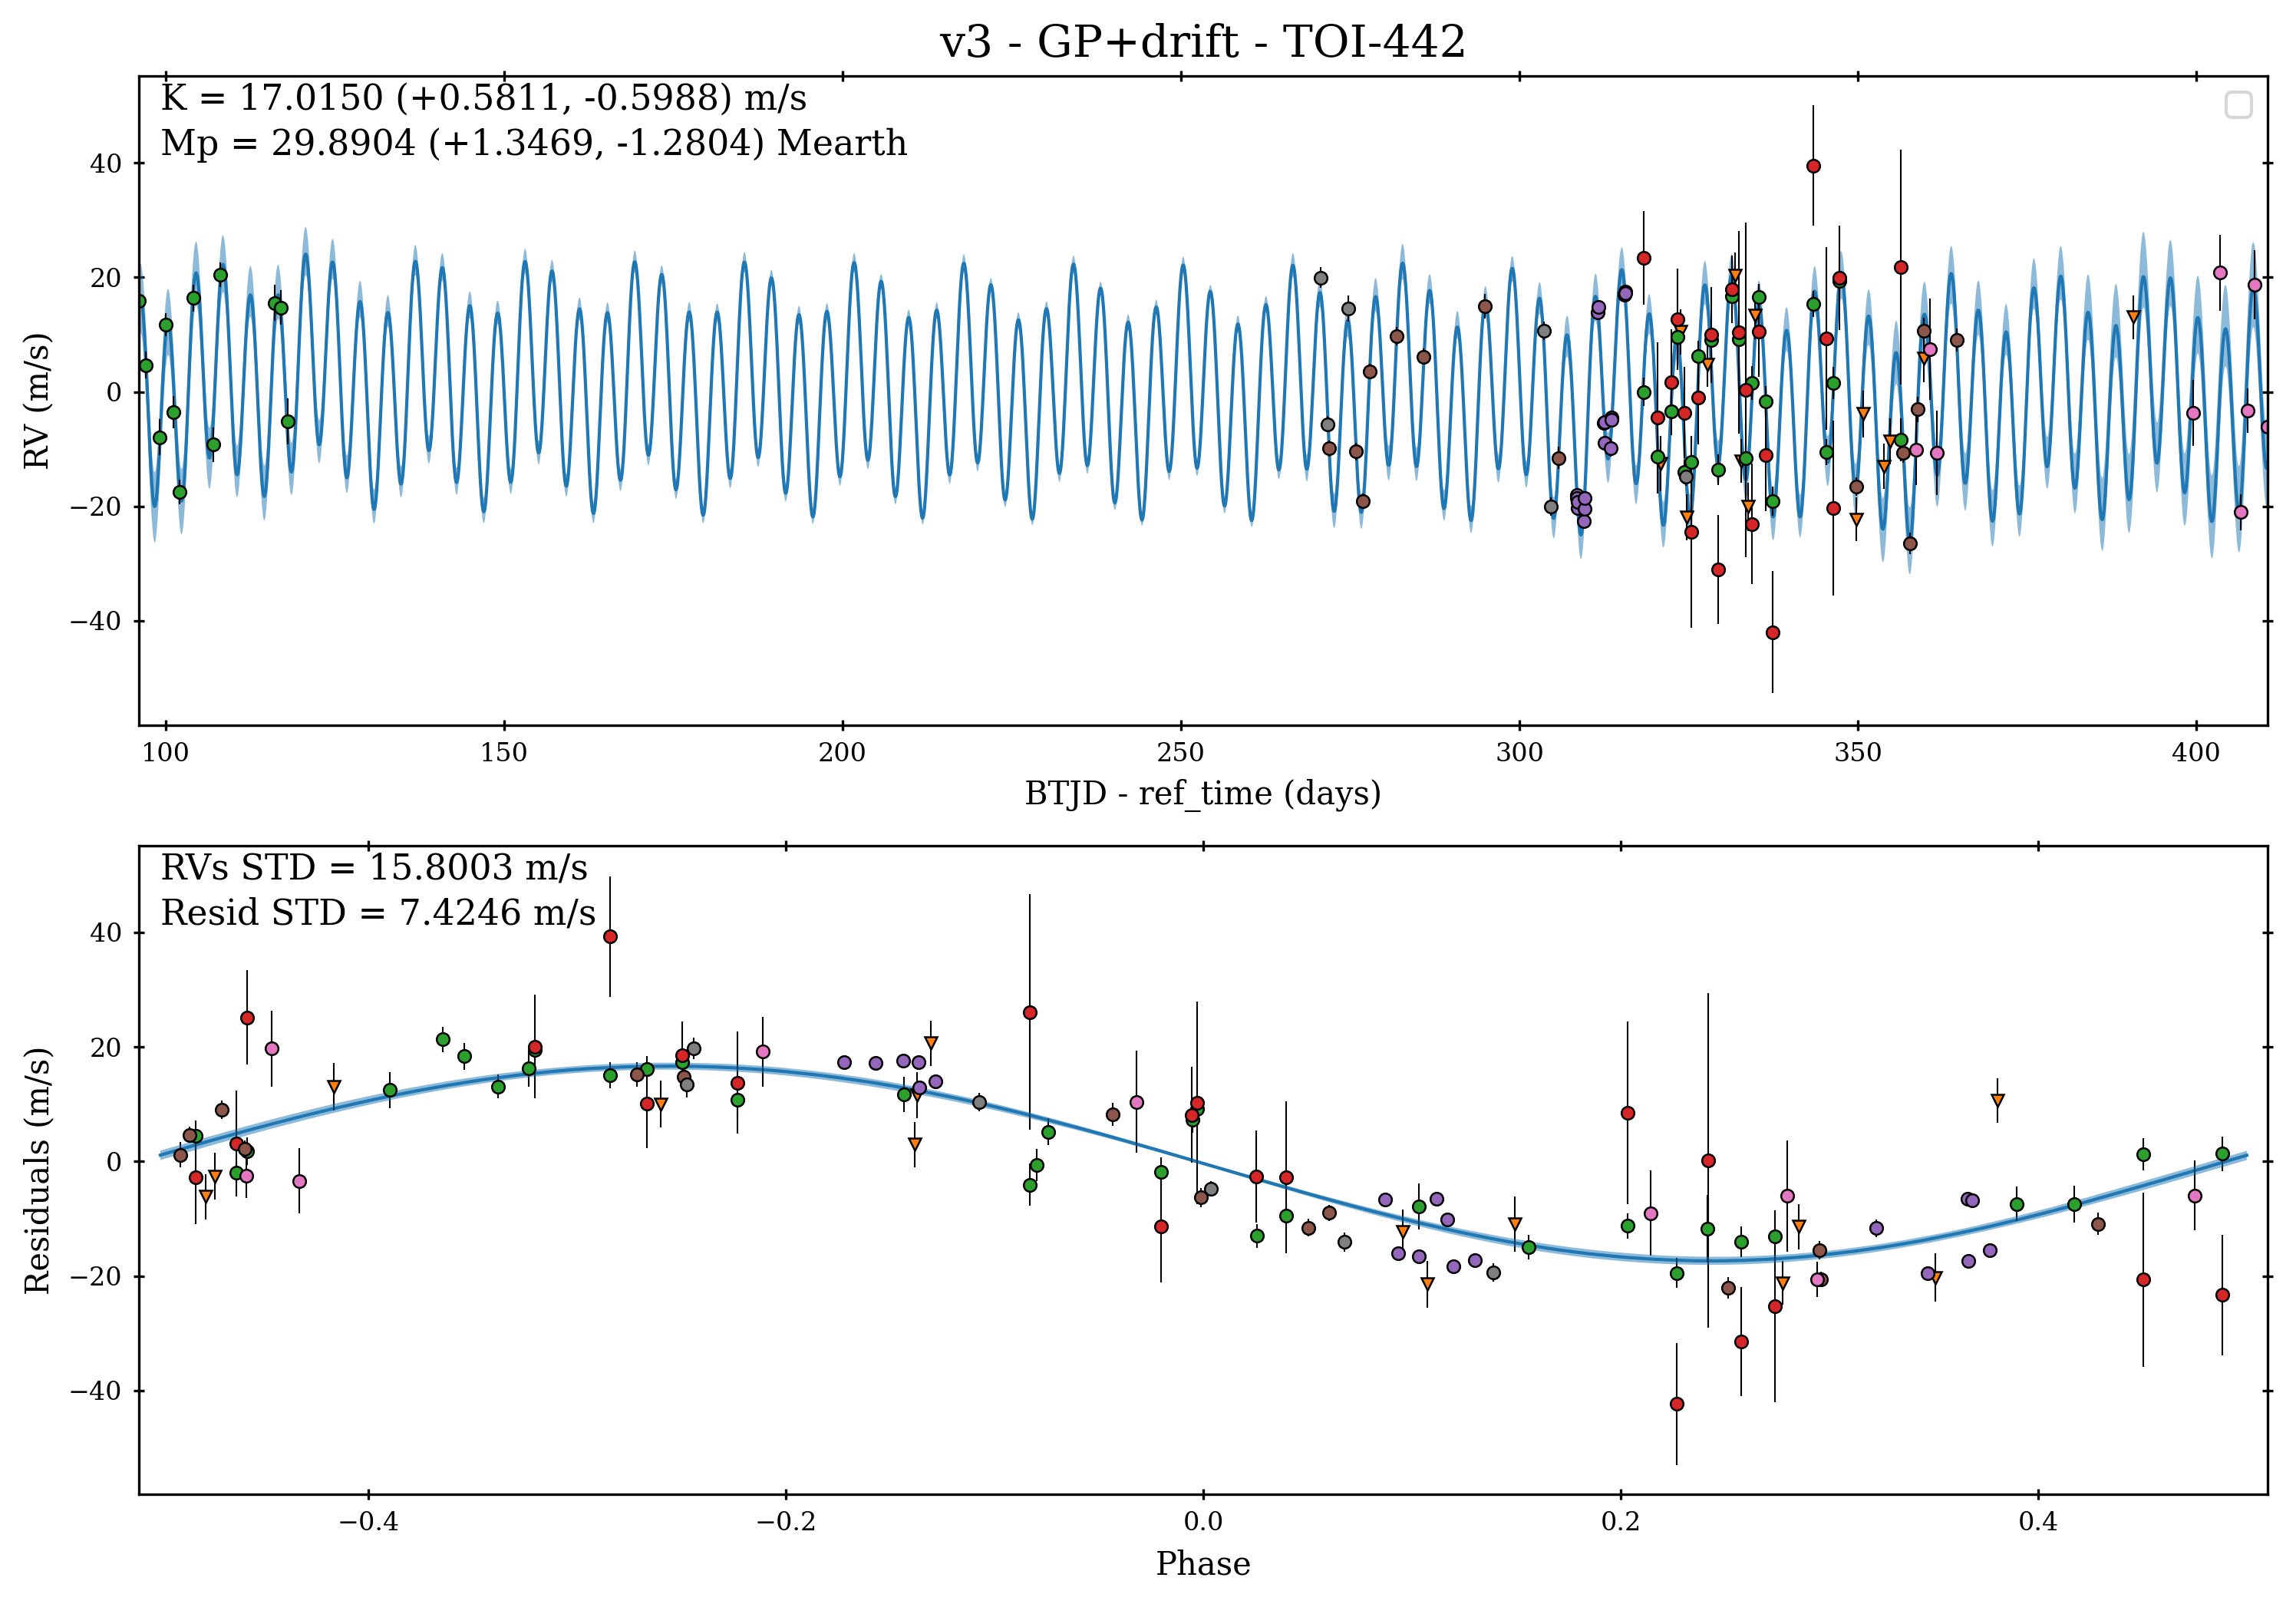 v3 - GP+drift - TOI-442
K = 17.0150 (+0.5811, -0.5988) m/s
Mp = 29.8904 (+1.3469, -1.2804) Mearth
40
20
0
−20
−40
RV (m/s)
100 150 200 250 300 350 400
BTJD - ref_time (days)
RVs STD = 15.8003 m/s
Resid STD = 7.4246 m/s
40
20
0
−20
−40
Residuals (m/s)
−0.4 −0.2 0.0 0.2 0.4
Phase